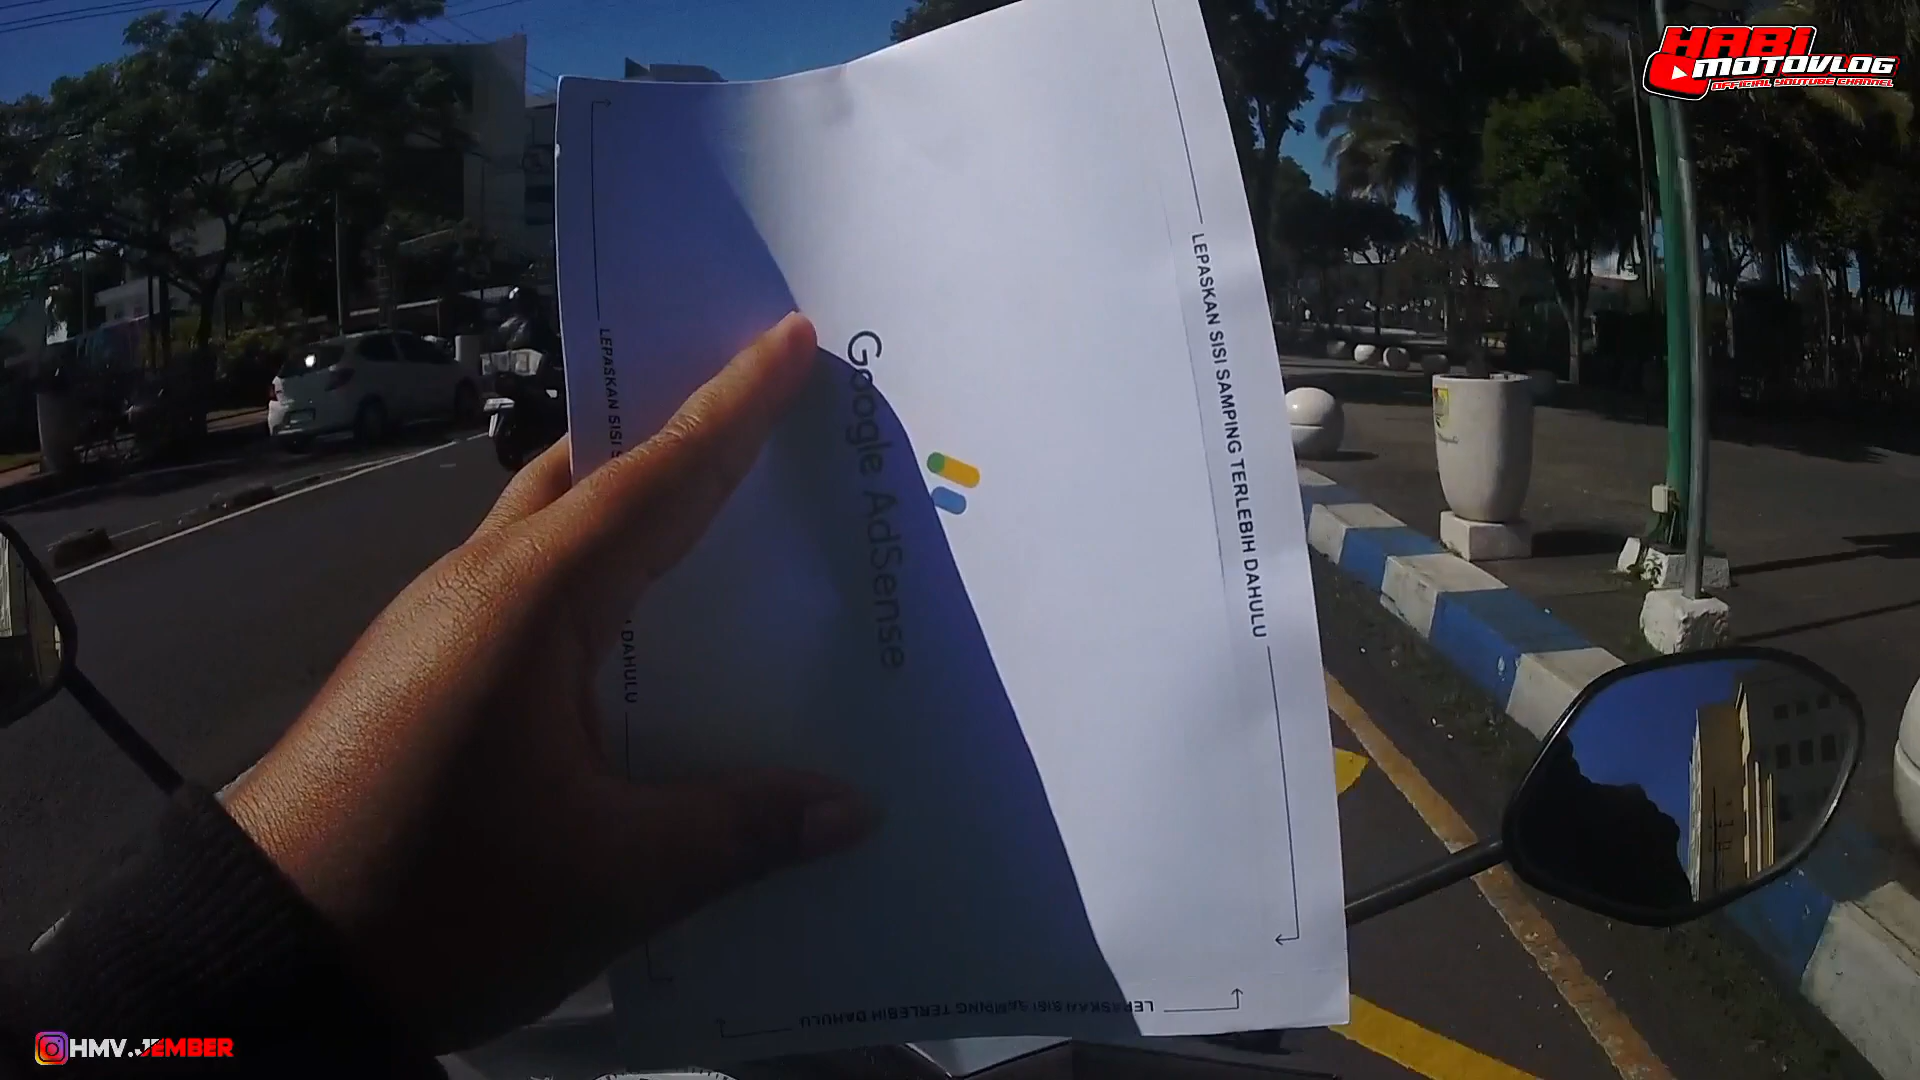 HABI
MOTOVLOG
OFFICIAL YOUTUBE CHANNEL
LEPASKAN SISI SAMPING TERLEBIH DAHULU
Google AdSense
LEPASKAN SISI
DAHULU
LEPASKAN SISI SAMPING TERLEBIH DAHULU
HMV.JEMBER